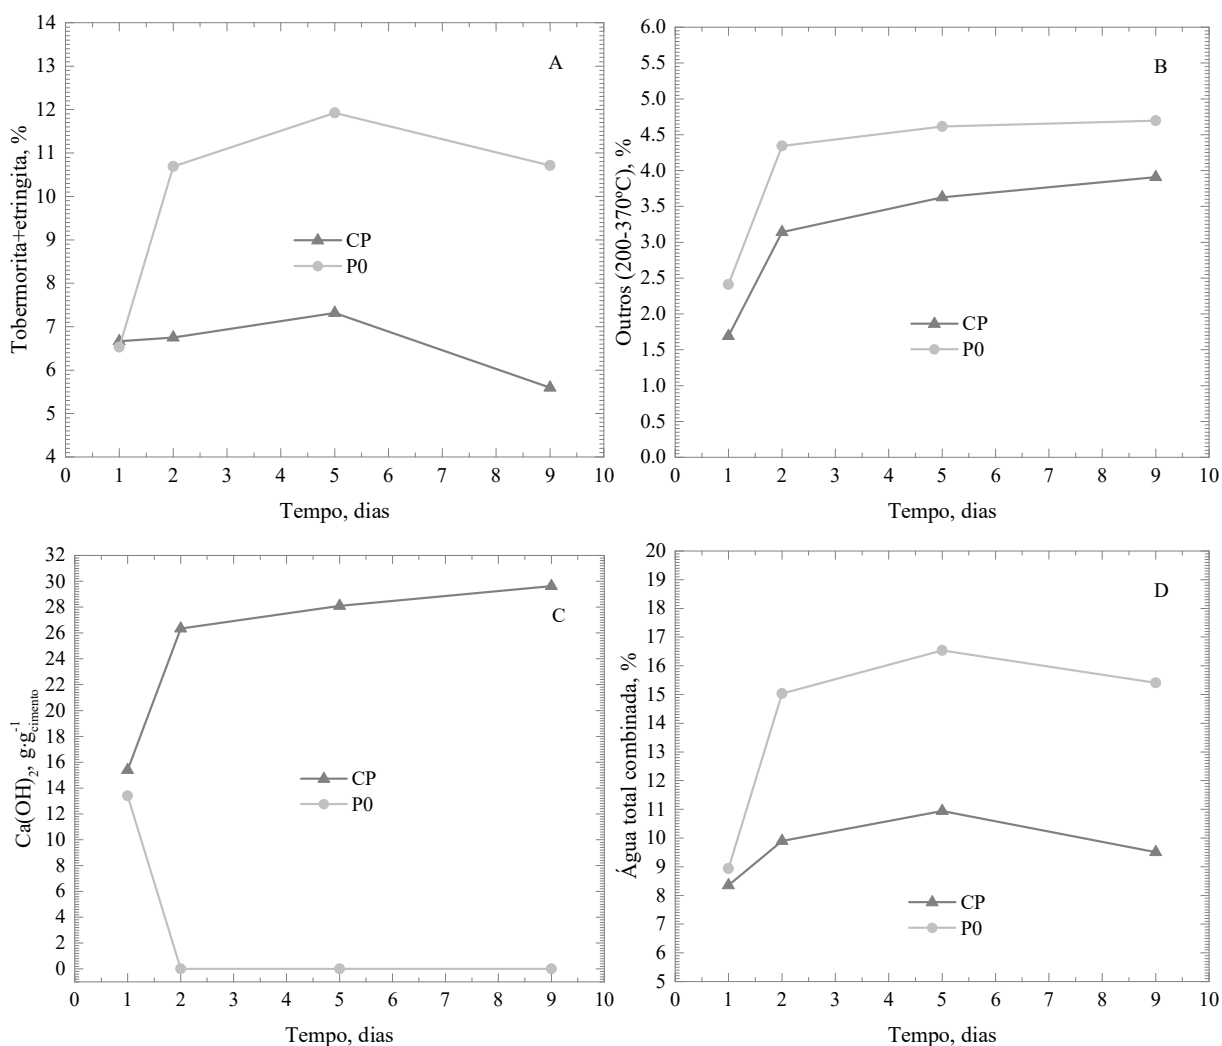 A
Tobermorita+etringita, %
14
13
12
11
10
9
8
7
6
5
4
CP
P0
0 1 2 3 4 5 6 7 8 9 10
Tempo, dias
B
Outros (200-370ºC), %
6.0
5.5
5.0
4.5
4.0
3.5
3.0
2.5
2.0
1.5
1.0
0.5
0.0
CP
P0
0 1 2 3 4 5 6 7 8 9 10
Tempo, dias
C
Ca(OH)₂, g·g⁻¹cimento
32
30
28
26
24
22
20
18
16
14
12
10
8
6
4
2
0
CP
P0
0 1 2 3 4 5 6 7 8 9 10
Tempo, dias
D
Água total combinada, %
20
19
18
17
16
15
14
13
12
11
10
9
8
7
6
5
CP
P0
0 1 2 3 4 5 6 7 8 9 10
Tempo, dias